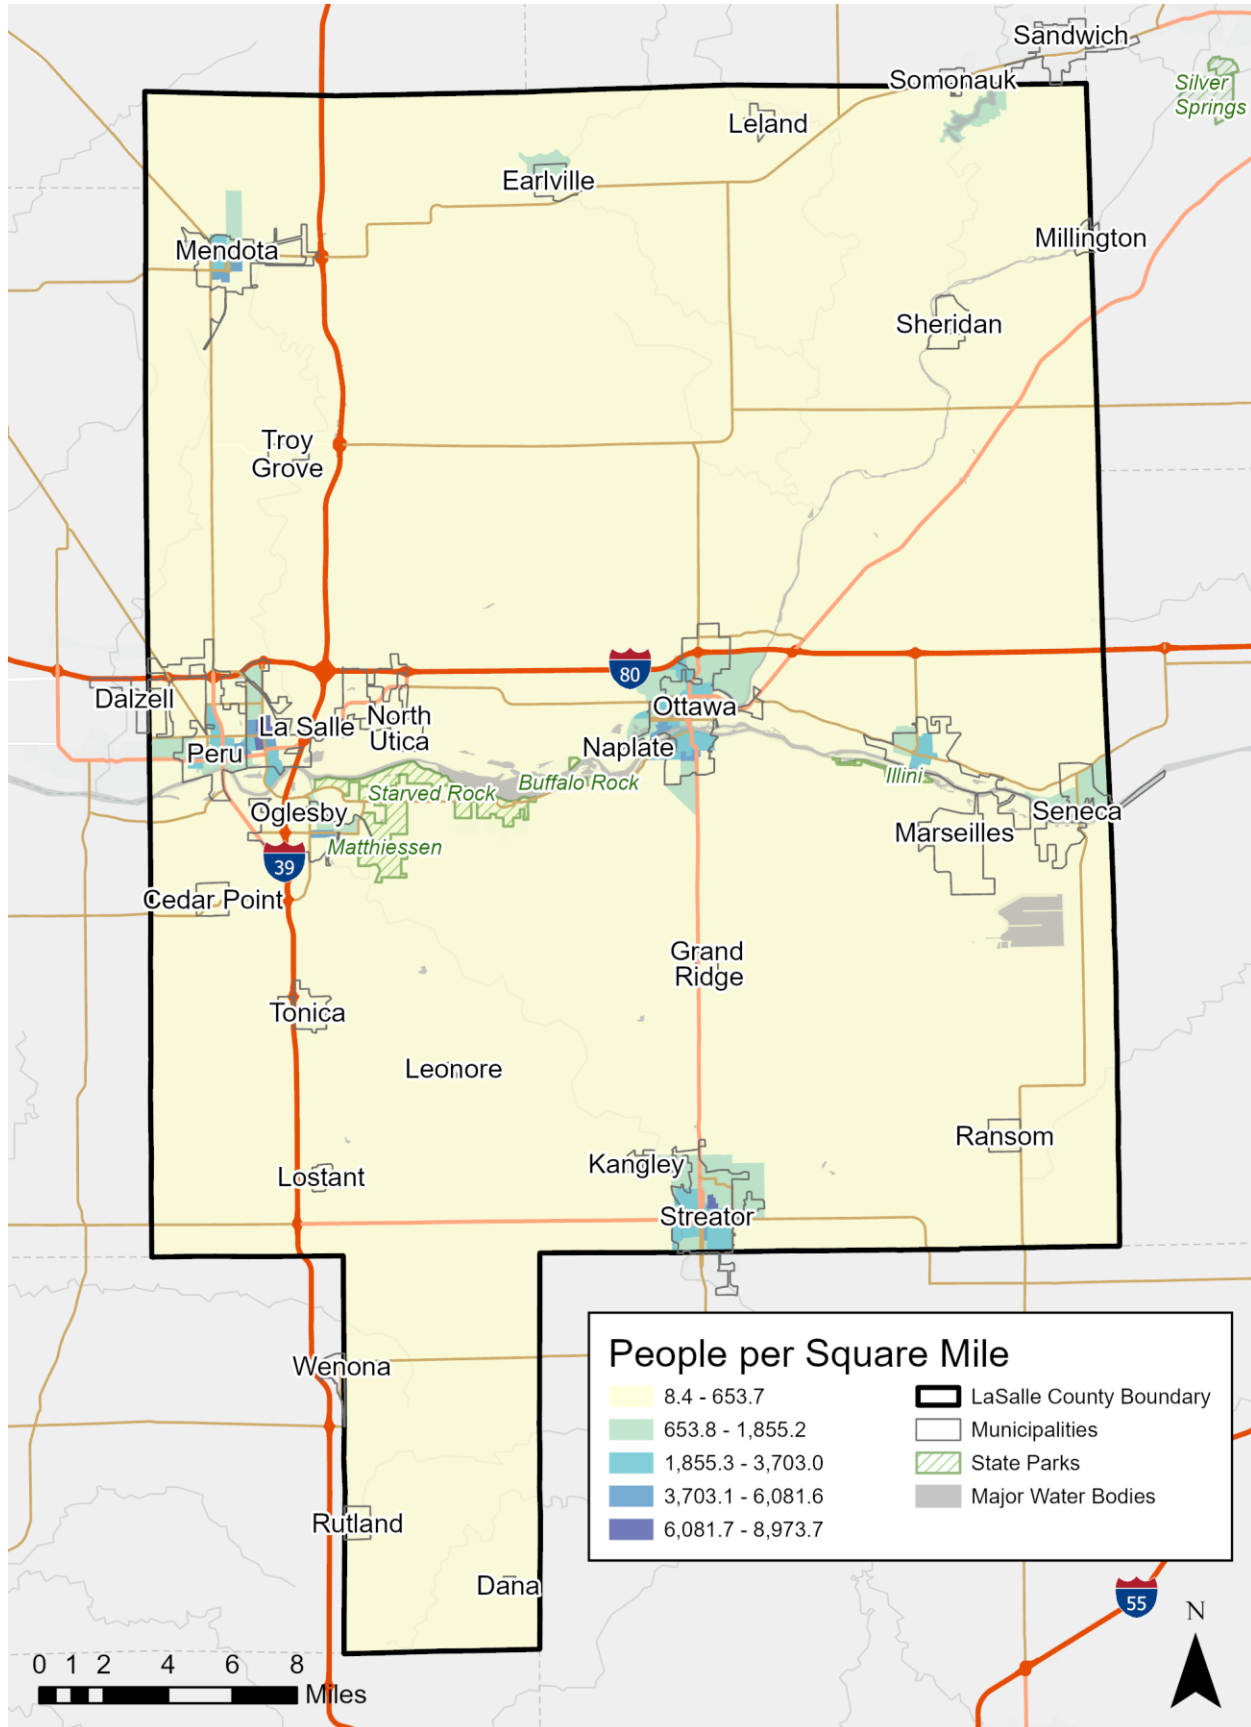 Sandwich
Somonauk
Silver
Springs
Leland
Earlville
Mendota
Millington
Sheridan
Troy
Grove
80
Dalzell
Ottawa
La Salle
North
Utica
Peru
Naplate
Illini
Buffalo Rock
Starved Rock
Oglesby
Seneca
Marseilles
Matthiessen
39
Cedar Point
Grand
Ridge
Tonica
Leonore
Ransom
Kangley
Lostant
Streator
Wenona
Rutland
Dana
People per Square Mile
8.4 - 653.7
653.8 - 1,855.2
1,855.3 - 3,703.0
3,703.1 - 6,081.6
6,081.7 - 8,973.7
LaSalle County Boundary
Municipalities
State Parks
Major Water Bodies
55
N
0 1 2 4 6 8
Miles